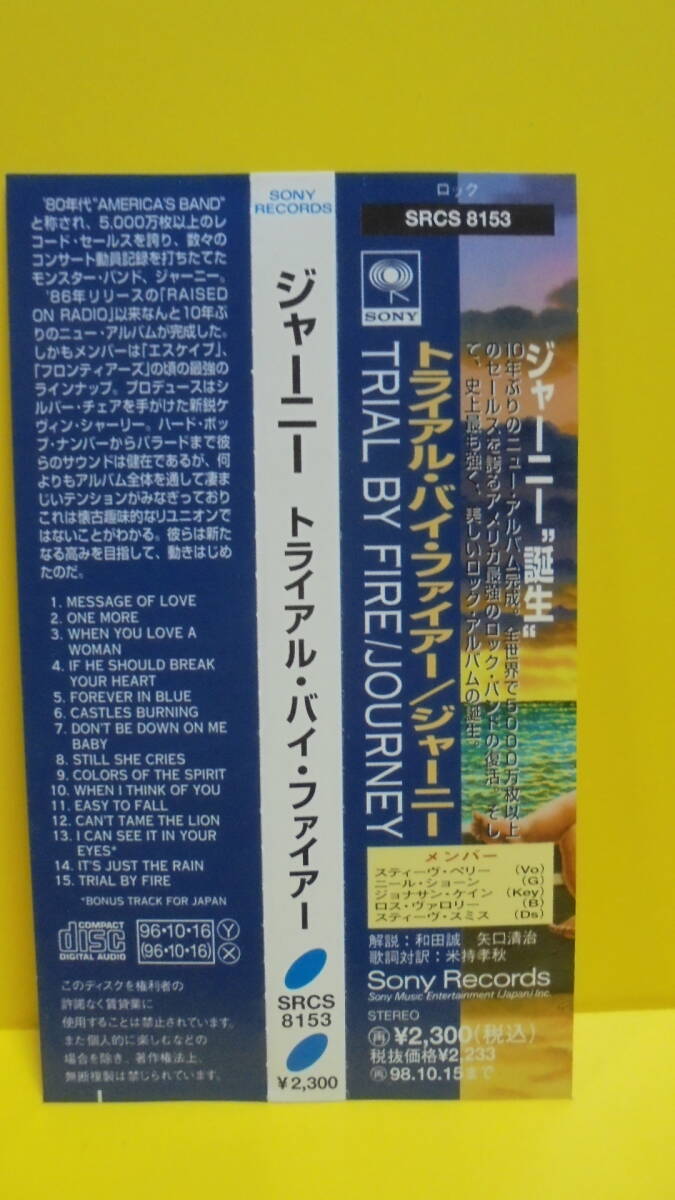 '80年代"AMERICA'S BAND"
と称され、5,000万枚以上のレ
コード・セールスを誇り、数々の
コンサート動員記録を打ちたてた
モンスター・バンド、ジャーニー。
'86年リリースの「RAISED
ON RADIO」以来なんと10年ぶ
りのニュー・アルバムが完成した。
しかもメンバーは「エスケイプ」、
「フロンティアーズ」の頃の最強の
ラインナップ。プロデュースはシ
ルバー・チェアを手がけた新鋭ケ
ヴィン・シャーリー。ハード・ポッ
プ・ナンバーからバラードまで彼
らのサウンドは健在であるが、何
よりもアルバム全体を通して凄ま
じいテンションがみなぎっており
これは懐古趣味的なリユニオンで
はないことがわかる。彼らは新た
なる高みを目指して、動きはじめ
たのだ。
1. MESSAGE OF LOVE
2. ONE MORE
3. WHEN YOU LOVE A
WOMAN
4. IF HE SHOULD BREAK
YOUR HEART
5. FOREVER IN BLUE
6. CASTLES BURNING
7. DON'T BE DOWN ON ME
BABY
8. STILL SHE CRIES
9. COLORS OF THE SPIRIT
10. WHEN I THINK OF YOU
11. EASY TO FALL
12. CAN'T TAME THE LION
13. I CAN SEE IT IN YOUR
EYES*
14. IT'S JUST THE RAIN
15. TRIAL BY FIRE
*BONUS TRACK FOR JAPAN
COMPACT
disc
DIGITAL AUDIO
96・10・16 Y
(96・10・16) X
このディスクを権利者の
許諾なく賃貸業に
使用することは禁止されています。
また個人的に楽しむなどの
場合を除き、著作権法上、
無断複製は禁じられています。
SONY
RECORDS
ジャーニー トライアル・バイ・ファイアー
SRCS
8153
¥2,300
ロック
SRCS 8153
SONY
ジャーニー"誕生"
10年ぶりのニュー・アルバム完成。全世界で5000万枚以上
のセールスを誇るアメリカ最強のロック・バンドの復活。そし
て、史上最も強く、美しいロック・アルバムの誕生。
トライアル・バイ・ファイアー/ジャーニー
TRIAL BY FIRE/JOURNEY
メンバー
スティーヴ・ペリー (Vo)
ニール・ショーン (G)
ジョナサン・ケイン (Key)
ロス・ヴァロリー (B)
スティーヴ・スミス (Ds)
解説:和田誠 矢口清治
歌詞対訳:米持孝秋
Sony Records
Sony Music Entertainment (Japan) Inc.
STEREO
再¥2,300(税込)
税抜価格¥2,233
再98.10.15まで